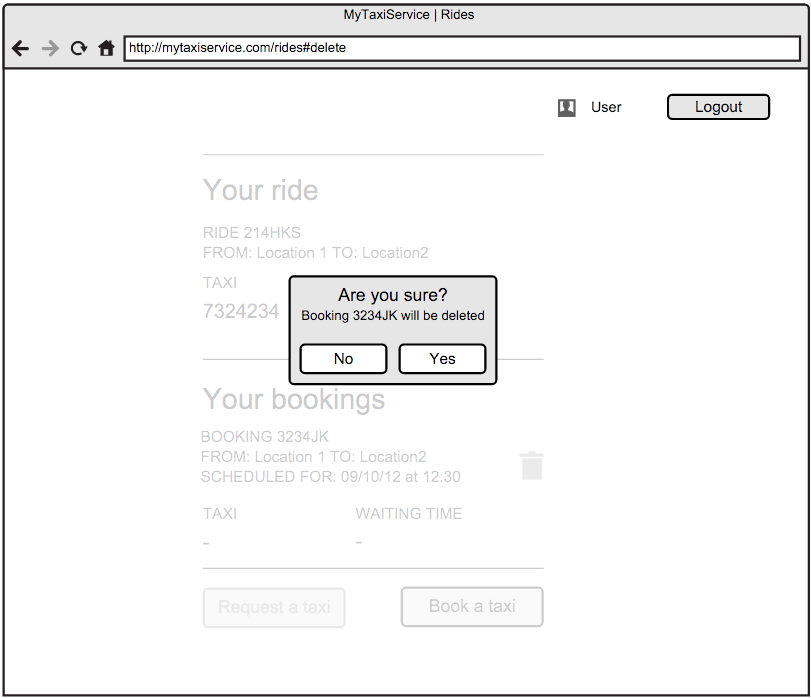 MyTaxiService | Rides
http://mytaxiservice.com/rides#delete
User
Logout
Your ride
RIDE 214HKS
FROM: Location 1 TO: Location2
TAXI
7324234
Are you sure?
Booking 3234JK will be deleted
No Yes
Your bookings
BOOKING 3234JK
FROM: Location 1 TO: Location2
SCHEDULED FOR: 09/10/12 at 12:30
TAXI WAITING TIME
- -
Request a taxi Book a taxi